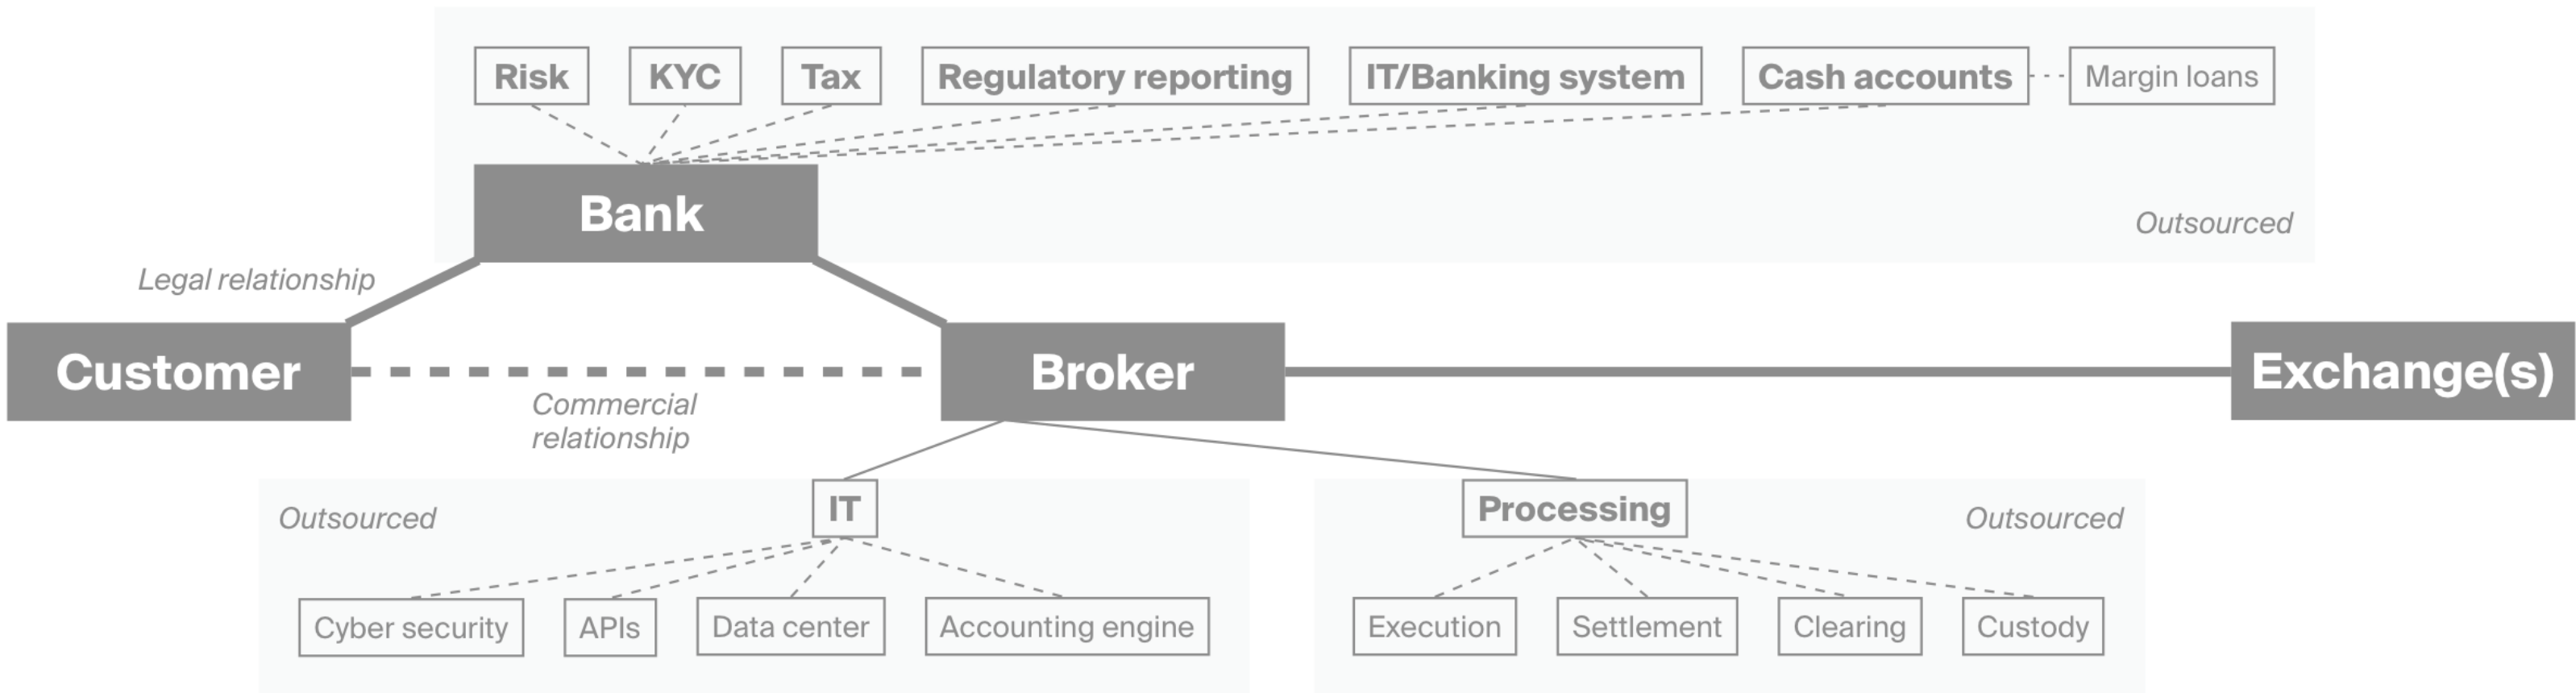 Risk
KYC
Tax
Regulatory reporting
IT/Banking system
Cash accounts
Margin loans
Bank
Outsourced
Legal relationship
Customer
Broker
Exchange(s)
Commercial
relationship
IT
Processing
Outsourced
Outsourced
Cyber security
APIs
Data center
Accounting engine
Execution
Settlement
Clearing
Custody